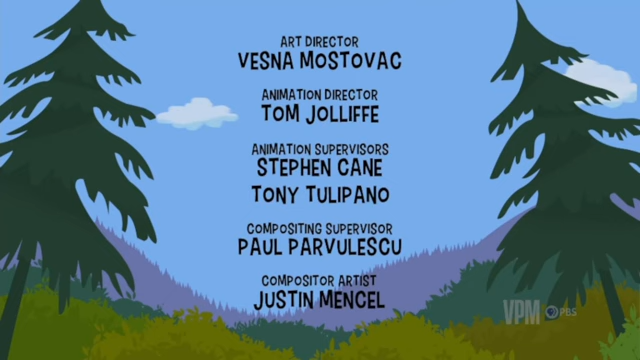 ART DIRECTOR
VESNA MOSTOVAC
ANIMATION DIRECTOR
TOM JOLLIFFE
ANIMATION SUPERVISORS
STEPHEN CANE
TONY TULIPANO
COMPOSITING SUPERVISOR
PAUL PARVULESCU
COMPOSITOR ARTIST
JUSTIN MENCEL
VPM PBS